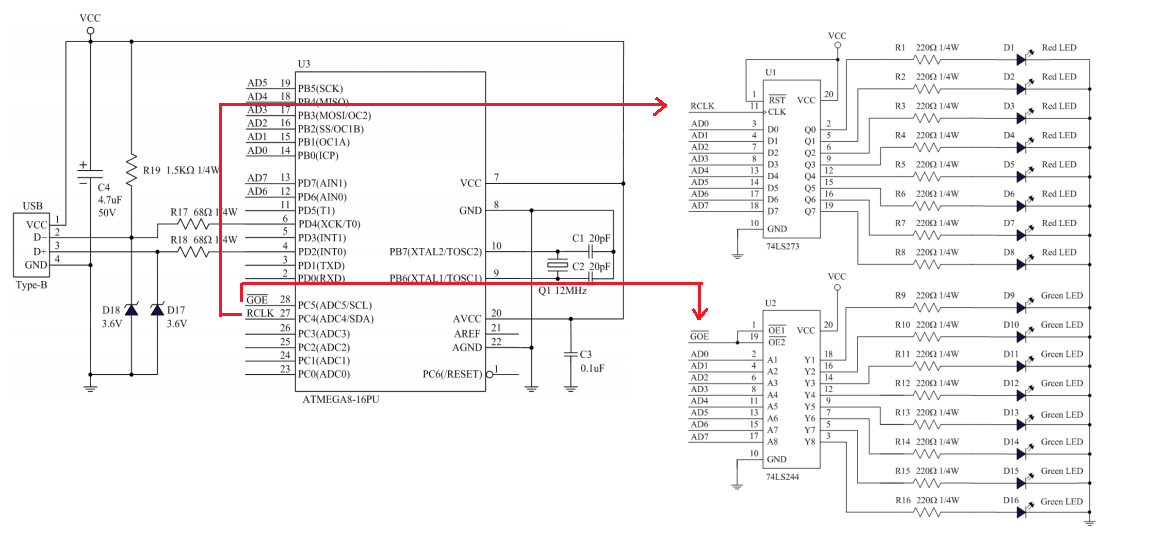 VCC
U3
AD5 19 PB5(SCK)
AD4 18 PB4(MISO)
AD3 17 PB3(MOSI/OC2)
AD2 16 PB2(SS/OC1B)
AD1 15 PB1(OC1A)
AD0 14 PB0(ICP)
AD7 13 PD7(AIN1)
AD6 12 PD6(AIN0)
11 PD5(T1)
6 PD4(XCK/T0)
5 PD3(INT1)
4 PD2(INT0)
3 PD1(TXD)
2 PD0(RXD)
GOE 28 PC5(ADC5/SCL)
RCLK 27 PC4(ADC4/SDA)
26 PC3(ADC3)
25 PC2(ADC2)
24 PC1(ADC1)
23 PC0(ADC0)
VCC 7
GND 8
PB7(XTAL2/TOSC2) 10
PB6(XTAL1/TOSC1) 9
AVCC 20
AREF 21
AGND 22
PC6(/RESET) 1
ATMEGA8-16PU
R19 1.5KΩ 1/4W
+
C4
4.7uF
50V
USB
VCC 1
D- 2
D+ 3
GND 4
Type-B
R17 68Ω 1/4W
R18 68Ω 1/4W
D18
3.6V
D17
3.6V
C1 20pF
C2 20pF
Q1 12MHz
C3
0.1uF
VCC
U1
1 RST VCC 20
RCLK 11 CLK
AD0 3 D0 Q0 2
AD1 4 D1 Q1 5
AD2 7 D2 Q2 6
AD3 8 D3 Q3 9
AD4 13 D4 Q4 12
AD5 14 D5 Q5 15
AD6 17 D6 Q6 16
AD7 18 D7 Q7 19
10 GND
74LS273
R1 220Ω 1/4W D1 Red LED
R2 220Ω 1/4W D2 Red LED
R3 220Ω 1/4W D3 Red LED
R4 220Ω 1/4W D4 Red LED
R5 220Ω 1/4W D5 Red LED
R6 220Ω 1/4W D6 Red LED
R7 220Ω 1/4W D7 Red LED
R8 220Ω 1/4W D8 Red LED
VCC
U2
1 OE1 VCC 20
GOE 19 OE2
AD0 2 A1 Y1 18
AD1 4 A2 Y2 16
AD2 6 A3 Y3 14
AD3 8 A4 Y4 12
AD4 11 A5 Y5 9
AD5 13 A6 Y6 7
AD6 15 A7 Y7 5
AD7 17 A8 Y8 3
10 GND
74LS244
R9 220Ω 1/4W D9 Green LED
R10 220Ω 1/4W D10 Green LED
R11 220Ω 1/4W D11 Green LED
R12 220Ω 1/4W D12 Green LED
R13 220Ω 1/4W D13 Green LED
R14 220Ω 1/4W D14 Green LED
R15 220Ω 1/4W D15 Green LED
R16 220Ω 1/4W D16 Green LED